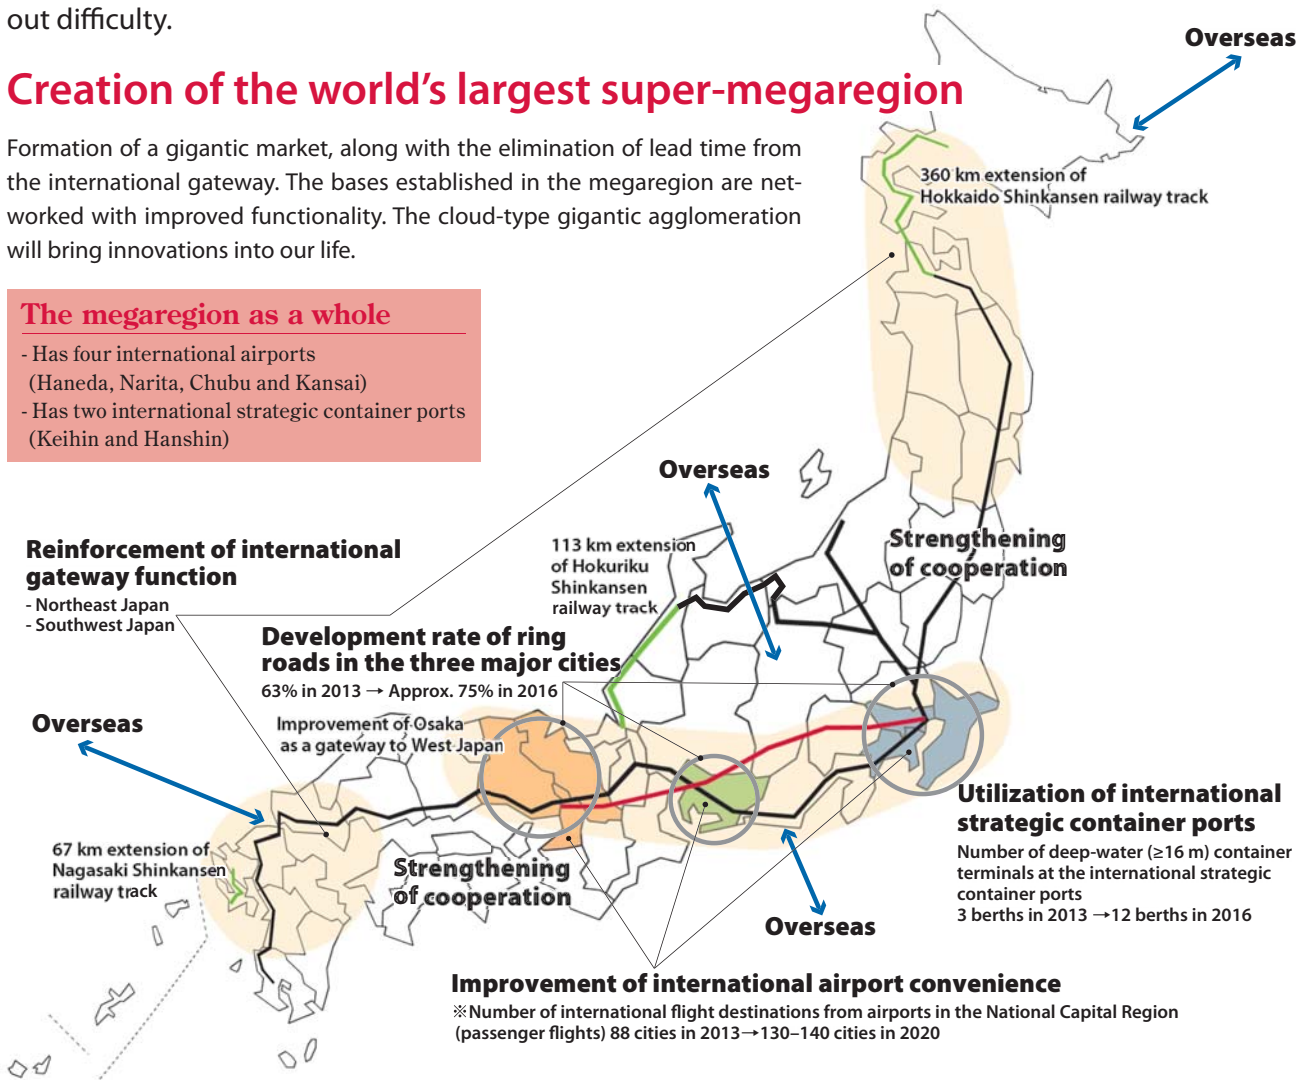 out difficulty.
Creation of the world’s largest super-megaregion
Formation of a gigantic market, along with the elimination of lead time from
the international gateway. The bases established in the megaregion are net-
worked with improved functionality. The cloud-type gigantic agglomeration
will bring innovations into our life.
The megaregion as a whole
- Has four international airports
(Haneda, Narita, Chubu and Kansai)
- Has two international strategic container ports
(Keihin and Hanshin)
Overseas
360 km extension of
Hokkaido Shinkansen railway track
Overseas
Strengthening
of cooperation
113 km extension
of Hokuriku
Shinkansen
railway track
Reinforcement of international
gateway function
- Northeast Japan
- Southwest Japan
Development rate of ring
roads in the three major cities
63% in 2013 → Approx. 75% in 2016
Improvement of Osaka
as a gateway to West Japan
Overseas
67 km extension of
Nagasaki Shinkansen
railway track
Strengthening
of cooperation
Overseas
Utilization of international
strategic container ports
Number of deep-water (≥16 m) container
terminals at the international strategic
container ports
3 berths in 2013 →12 berths in 2016
Improvement of international airport convenience
※Number of international flight destinations from airports in the National Capital Region
(passenger flights) 88 cities in 2013→130–140 cities in 2020